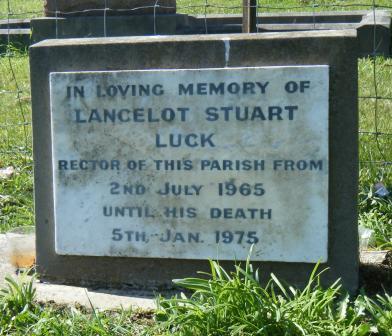 IN LOVING MEMORY OF
LANCELOT STUART
LUCK
RECTOR OF THIS PARISH FROM
2ND JULY 1965
UNTIL HIS DEATH
5TH JAN. 1975